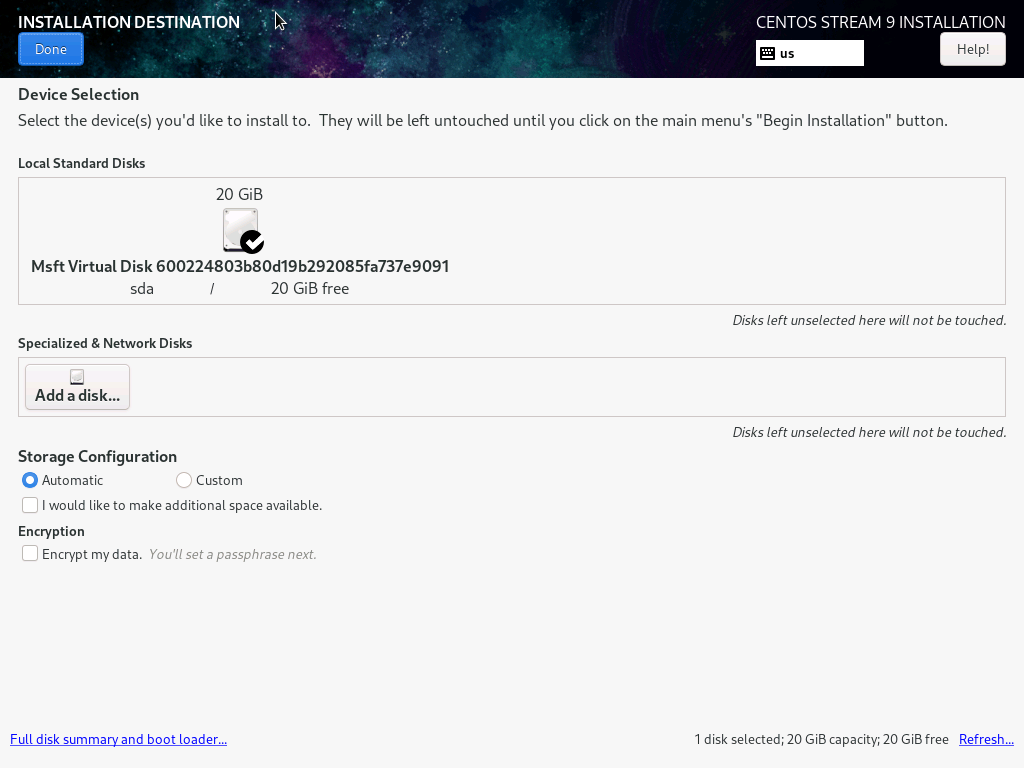 INSTALLATION DESTINATION
CENTOS STREAM 9 INSTALLATION
Done
us
Help!
Device Selection
Select the device(s) you'd like to install to.  They will be left untouched until you click on the main menu's "Begin Installation" button.
Local Standard Disks
20 GiB
Msft Virtual Disk 600224803b80d19b292085fa737e9091
sda / 20 GiB free
Disks left unselected here will not be touched.
Specialized & Network Disks
Add a disk...
Disks left unselected here will not be touched.
Storage Configuration
Automatic Custom
I would like to make additional space available.
Encryption
Encrypt my data. You'll set a passphrase next.
Full disk summary and boot loader...
1 disk selected; 20 GiB capacity; 20 GiB free Refresh...